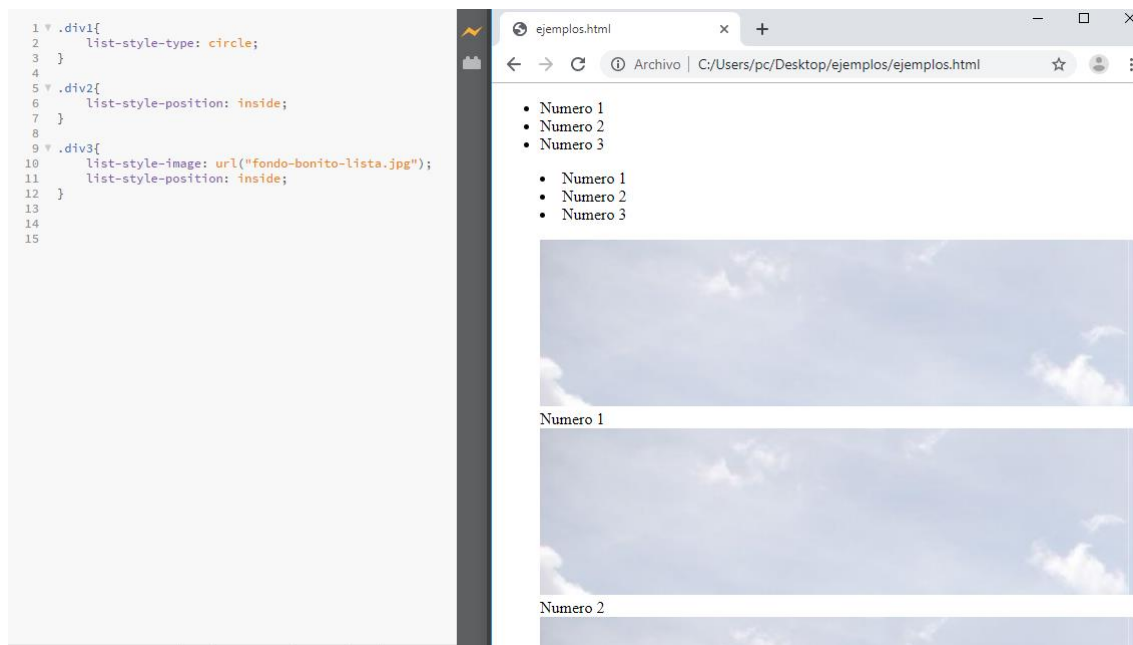 1 .div1{
2 list-style-type: circle;
3 }
4
5 .div2{
6 list-style-position: inside;
7 }
8
9 .div3{
10 list-style-image: url("fondo-bonito-lista.jpg");
11 list-style-position: inside;
12 }
13
14
15
ejemplos.html
Archivo | C:/Users/pc/Desktop/ejemplos/ejemplos.html
• Numero 1
• Numero 2
• Numero 3
• Numero 1
• Numero 2
• Numero 3
Numero 1
Numero 2